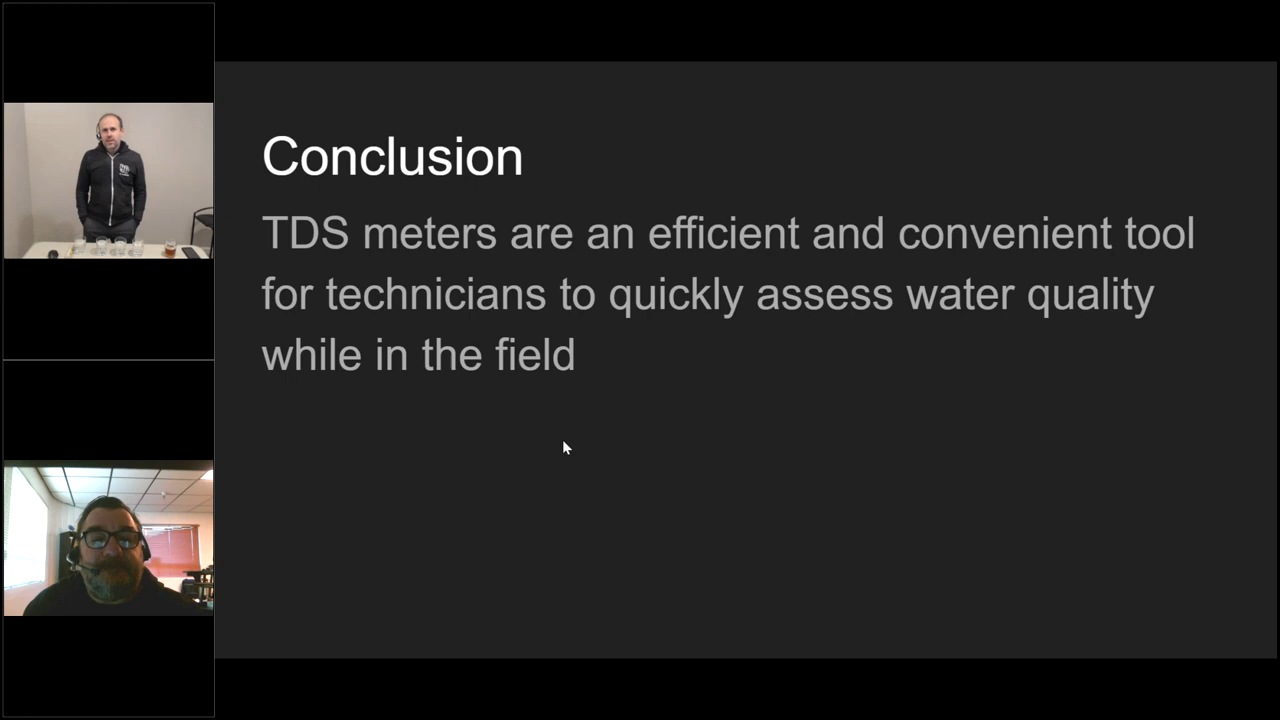 Conclusion
TDS meters are an efficient and convenient tool
for technicians to quickly assess water quality
while in the field